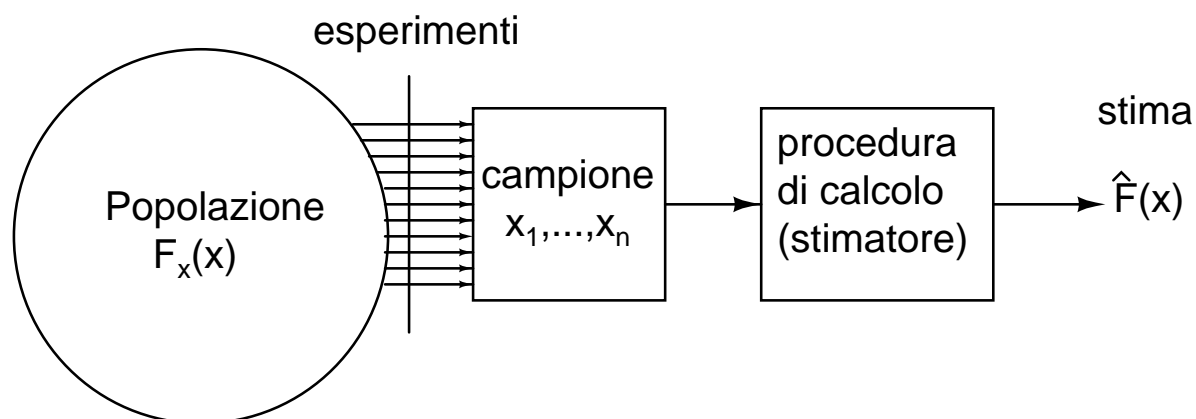 esperimenti
Popolazione
Fₓ(x)
campione
x₁,...,xₙ
procedura
di calcolo
(stimatore)
stima
F̂(x)